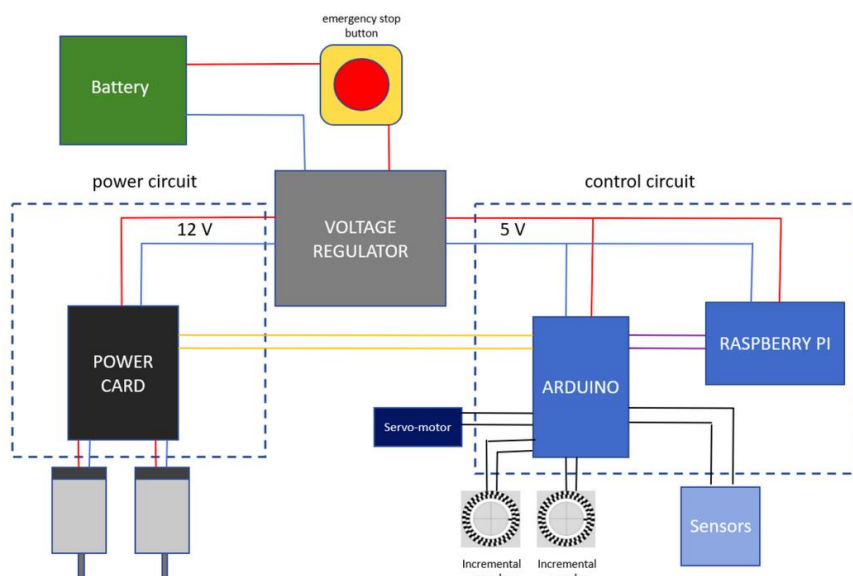 emergency stop
button
Battery
power circuit
control circuit
VOLTAGE
REGULATOR
12 V
5 V
POWER
CARD
ARDUINO
RASPBERRY PI
Servo-motor
Sensors
Incremental
Incremental